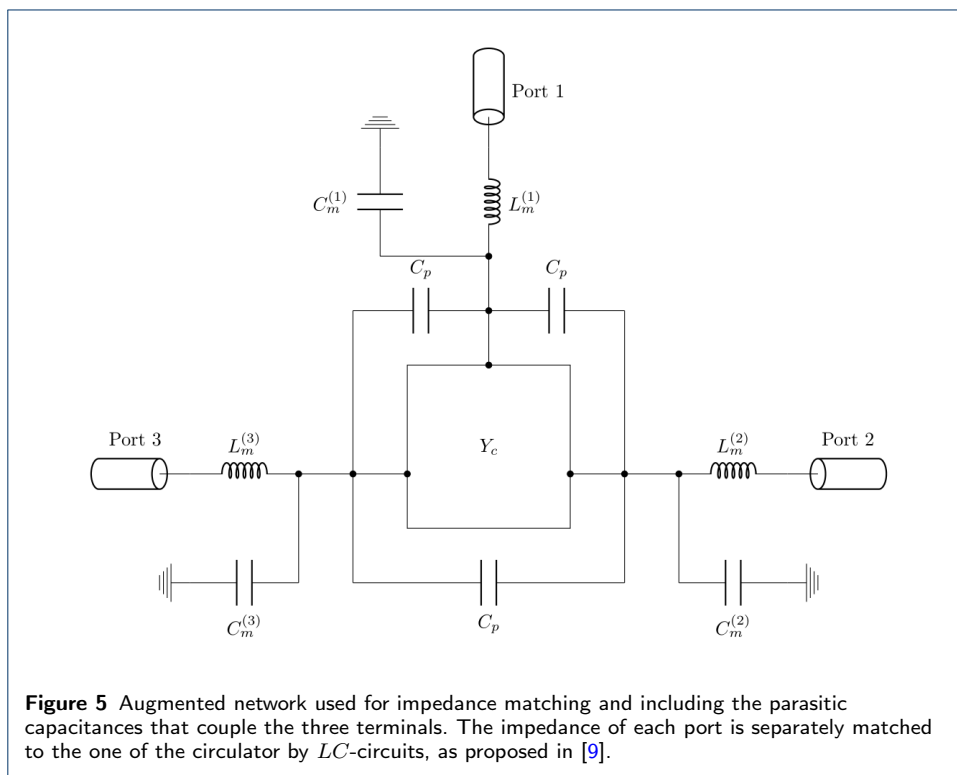 Port 1
C_m^{(1)}
L_m^{(1)}
C_p
C_p
Port 3
L_m^{(3)}
Y_c
L_m^{(2)}
Port 2
C_m^{(3)}
C_p
C_m^{(2)}
Figure 5 Augmented network used for impedance matching and including the parasitic
capacitances that couple the three terminals. The impedance of each port is separately matched
to the one of the circulator by LC-circuits, as proposed in [9].